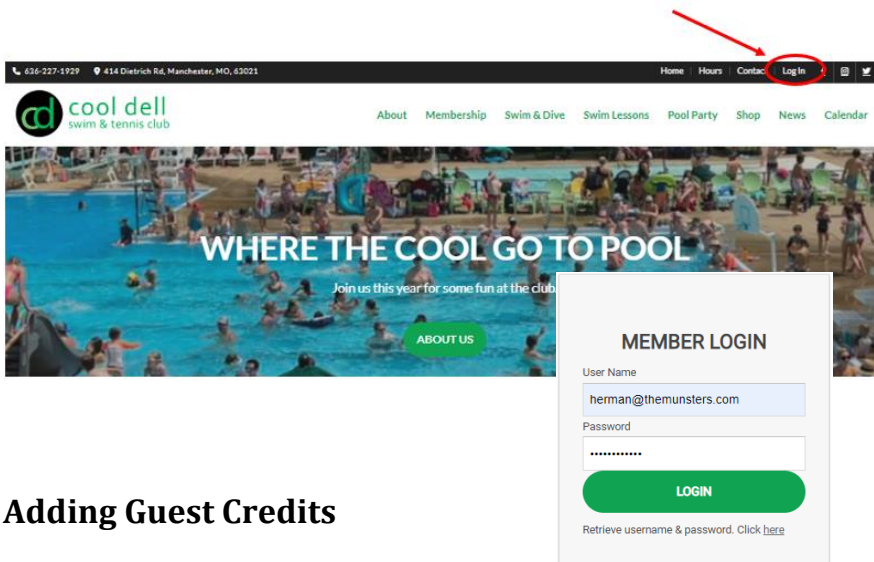 636-227-1929 414 Dietrich Rd, Manchester, MO, 63021 Home Hours Contact Log In
cd cool dell
swim & tennis club
About Membership Swim & Dive Swim Lessons Pool Party Shop News Calendar
WHERE THE COOL GO TO POOL
Join us this year for some fun at the club.
ABOUT US
MEMBER LOGIN
User Name
herman@themunsters.com
Password
••••••••••••
LOGIN
Retrieve username & password. Click here
Adding Guest Credits